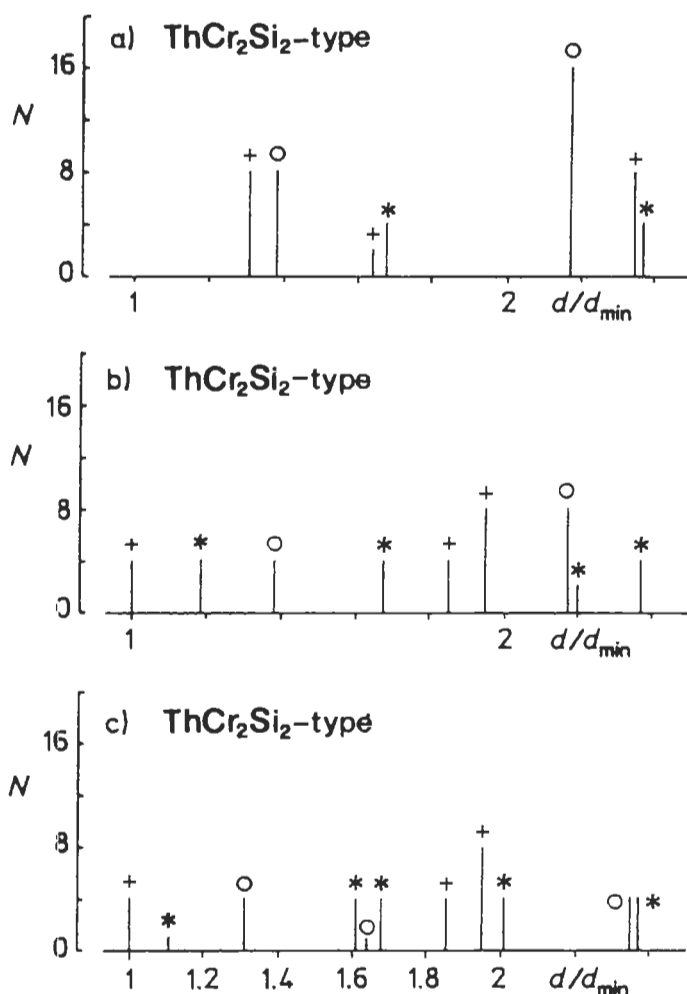 a) ThCr₂Si₂-type
16
N
8
0
1 2 d/dmin
b) ThCr₂Si₂-type
16
N
8
0
1 2 d/dmin
c) ThCr₂Si₂-type
16
N
8
0
1 1.2 1.4 1.6 1.8 2 d/dmin